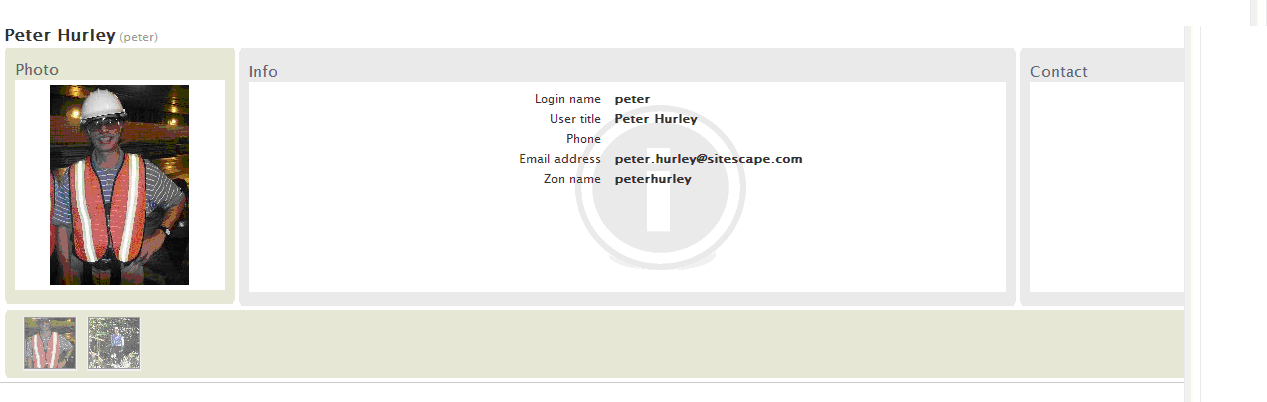 Peter Hurley (peter)
Photo
Info
Login name peter
User title Peter Hurley
Phone
Email address peter.hurley@sitescape.com
Zon name peterhurley
Contact